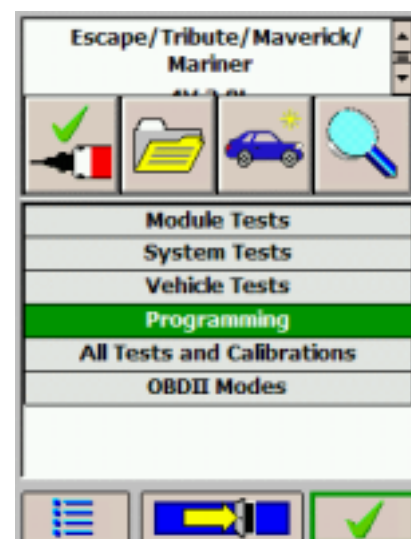 Escape/Tribute/Maverick/
Mariner
Module Tests
System Tests
Vehicle Tests
Programming
All Tests and Calibrations
OBDII Modes